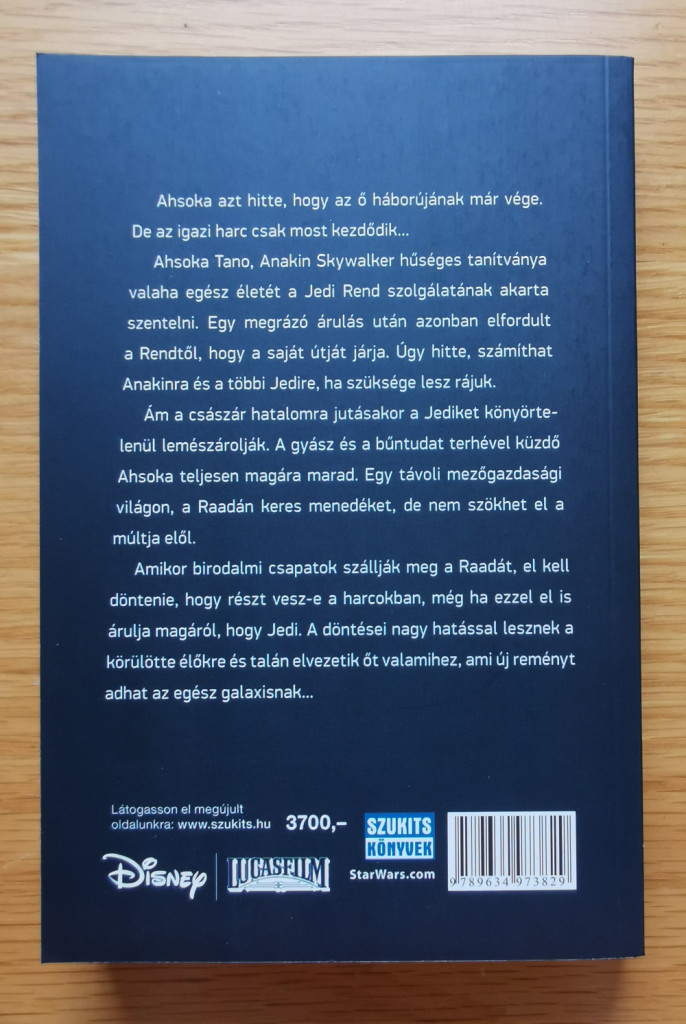 Ahsoka azt hitte, hogy az ő háborújának már vége.
De az igazi harc csak most kezdődik...
Ahsoka Tano, Anakin Skywalker hűséges tanítványa
valaha egész életét a Jedi Rend szolgálatának akarta
szentelni. Egy megrázó árulás után azonban elfordult
a Rendtől, hogy a saját útját járja. Úgy hitte, számíthat
Anakinra és a többi Jedire, ha szüksége lesz rájuk.
Ám a császár hatalomra jutásakor a Jediket könyörte-
lenül lemészárolják. A gyász és a bűntudat terhével küzdő
Ahsoka teljesen magára marad. Egy távoli mezőgazdasági
világon, a Raadán keres menedéket, de nem szökhet el a
múltja elől.
Amikor birodalmi csapatok szállják meg a Raadát, el kell
döntenie, hogy részt vesz-e a harcokban, még ha ezzel el is
árulja magáról, hogy Jedi. A döntései nagy hatással lesznek a
körülötte élőkre és talán elvezetik őt valamihez, ami új reményt
adhat az egész galaxisnak...
Látogasson el megújult
oldalunkra: www.szukits.hu
3700,–
SZUKITS
KÖNYVEK
StarWars.com
Disney
LUCASFILM
9 789634 973829